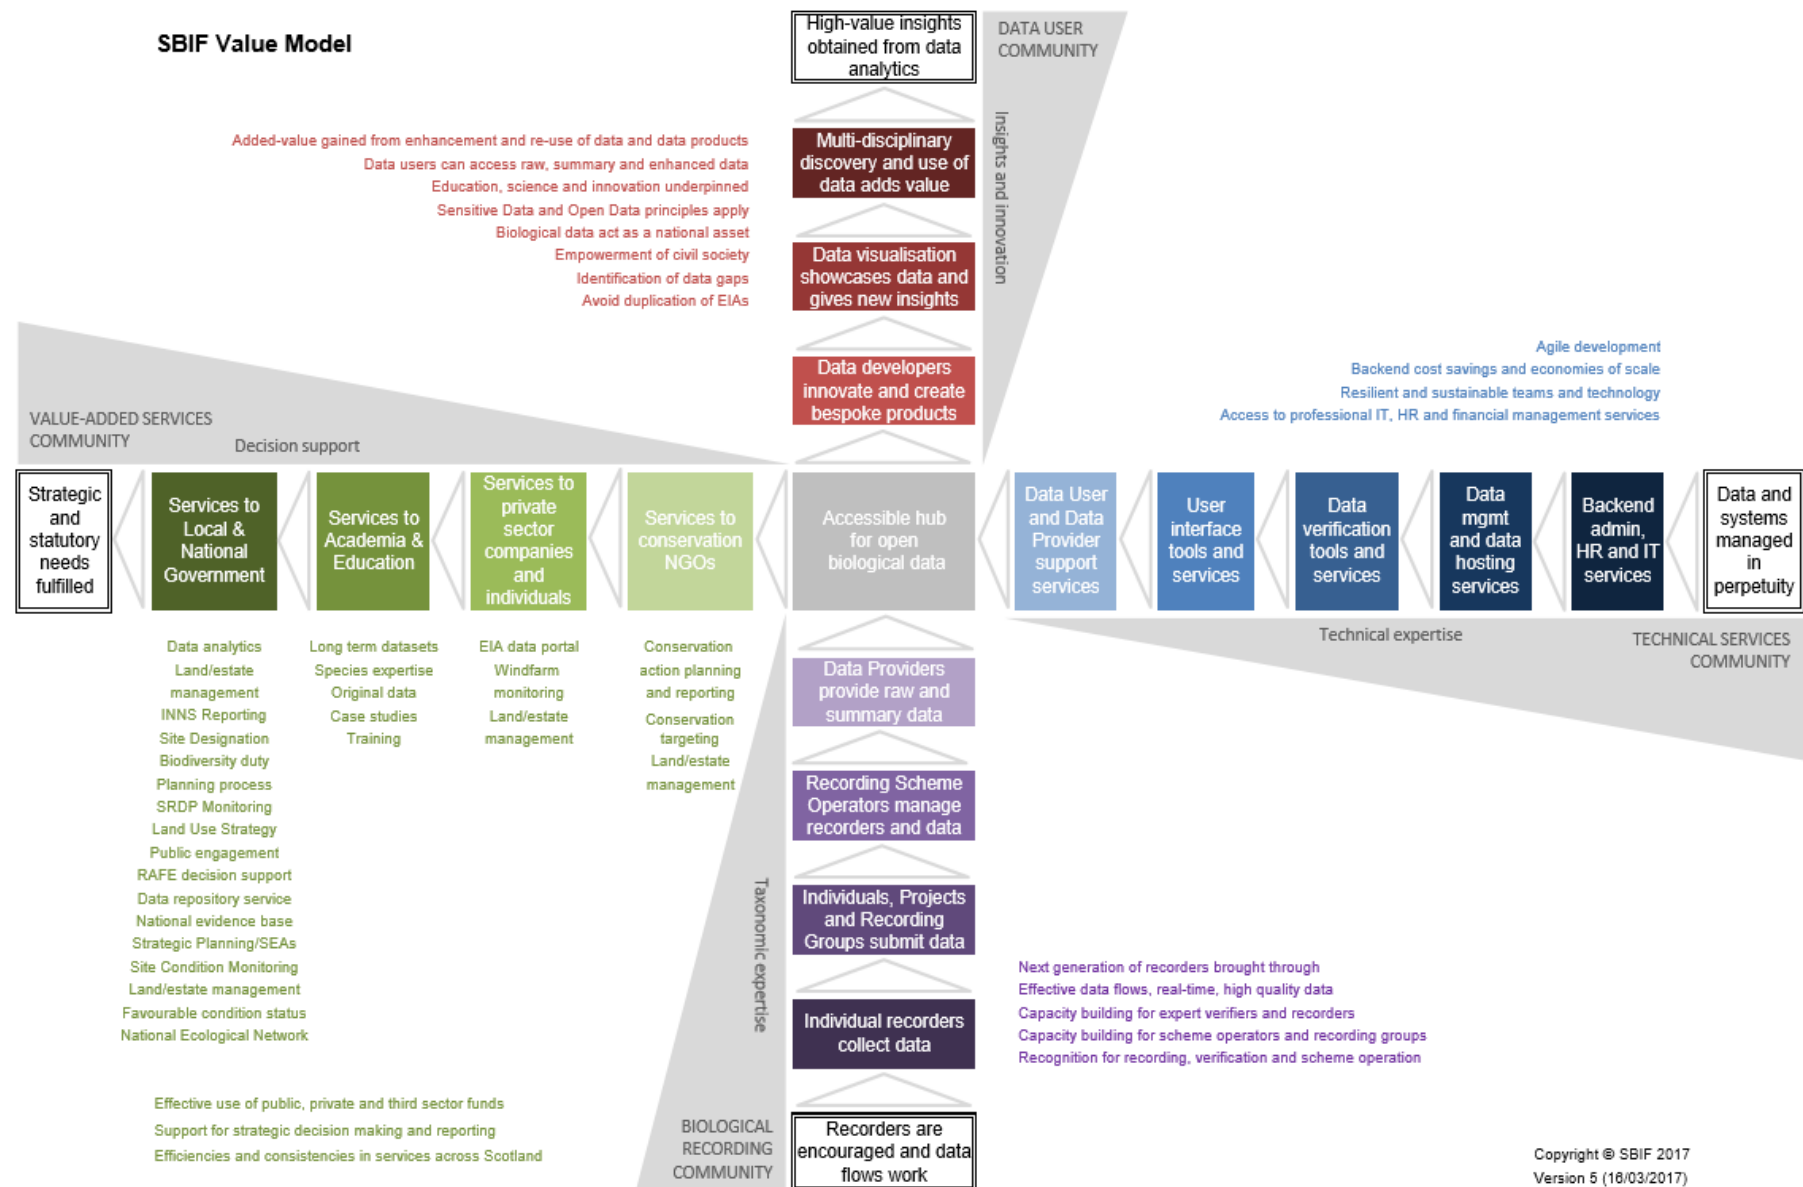 SBIF Value Model
High-value insights
obtained from data
analytics
DATA USER
COMMUNITY
Insights and innovation
Added-value gained from enhancement and re-use of data and data products
Data users can access raw, summary and enhanced data
Education, science and innovation underpinned
Sensitive Data and Open Data principles apply
Biological data act as a national asset
Empowerment of civil society
Identification of data gaps
Avoid duplication of EIAs
Multi-disciplinary
discovery and use of
data adds value
Data visualisation
showcases data and
gives new insights
Data developers
innovate and create
bespoke products
Agile development
Backend cost savings and economies of scale
Resilient and sustainable teams and technology
Access to professional IT, HR and financial management services
VALUE-ADDED SERVICES
COMMUNITY
Decision support
Strategic
and
statutory
needs
fulfilled
Services to
Local &
National
Government
Services to
Academia &
Education
Services to
private
sector
companies
and
individuals
Services to
conservation
NGOs
Accessible hub
for open
biological data
Data User
and Data
Provider
support
services
User
interface
tools and
services
Data
verification
tools and
services
Data
mgmt
and data
hosting
services
Backend
admin,
HR and IT
services
Data and
systems
managed
in
perpetuity
Technical expertise
TECHNICAL SERVICES
COMMUNITY
Data analytics
Land/estate
management
INNS Reporting
Site Designation
Biodiversity duty
Planning process
SRDP Monitoring
Land Use Strategy
Public engagement
RAFE decision support
Data repository service
National evidence base
Strategic Planning/SEAs
Site Condition Monitoring
Land/estate management
Favourable condition status
National Ecological Network
Long term datasets
Species expertise
Original data
Case studies
Training
EIA data portal
Windfarm
monitoring
Land/estate
management
Conservation
action planning
and reporting
Conservation
targeting
Land/estate
management
Data Providers
provide raw and
summary data
Recording Scheme
Operators manage
recorders and data
Individuals, Projects
and Recording
Groups submit data
Individual recorders
collect data
Recorders are
encouraged and data
flows work
Taxonomic expertise
BIOLOGICAL
RECORDING
COMMUNITY
Next generation of recorders brought through
Effective data flows, real-time, high quality data
Capacity building for expert verifiers and recorders
Capacity building for scheme operators and recording groups
Recognition for recording, verification and scheme operation
Effective use of public, private and third sector funds
Support for strategic decision making and reporting
Efficiencies and consistencies in services across Scotland
Copyright © SBIF 2017
Version 5 (16/03/2017)